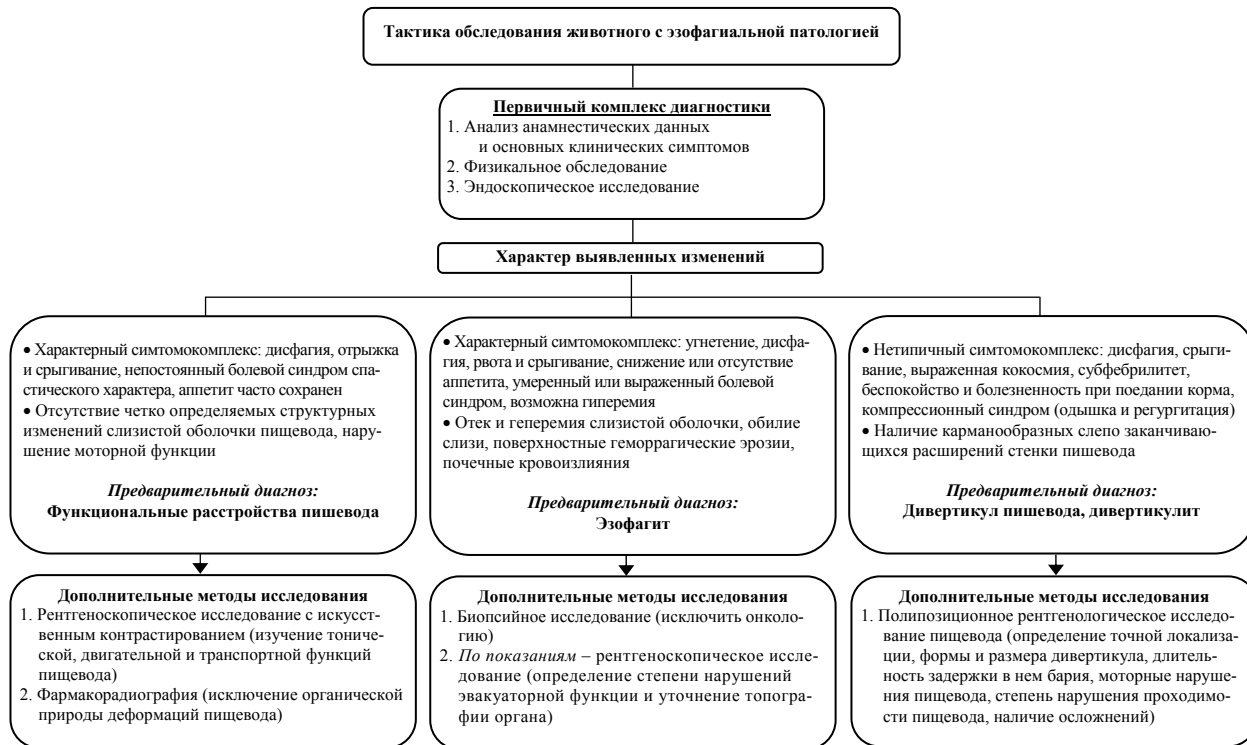 Тактика обследования животного с эзофагиальной патологией
Первичный комплекс диагностики
1. Анализ анамнестических данных
и основных клинических симптомов
2. Физикальное обследование
3. Эндоскопическое исследование
Характер выявленных изменений
• Характерный симтомокомплекс: дисфагия, отрыжка
и срыгивание, непостоянный болевой синдром спа-
стического характера, аппетит часто сохранен
• Отсутствие четко определяемых структурных
изменений слизистой оболочки пищевода, нару-
шение моторной функции
Предварительный диагноз:
Функциональные расстройства пишевода
• Характерный симтомокомплекс: угнетение, дисфа-
гия, рвота и срыгивание, снижение или отсутствие
аппетита, умеренный или выраженный болевой
синдром, возможна гиперемия
• Отек и геперемия слизистой оболочки, обилие
слизи, поверхностные геморрагические эрозии,
почечные кровоизлияния
Предварительный диагноз:
Эзофагит
• Нетипичный симтомокомплекс: дисфагия, срыги-
вание, выраженная кокосмия, субфебрилитет,
беспокойство и болезненность при поедании корма,
компрессионный синдром (одышка и регургитация)
• Наличие карманообразных слепо заканчиваю-
щихся расширений стенки пишевода
Предварительный диагноз:
Дивертикул пишевода, дивертикулит
Дополнительные методы исследования
1. Рентгеноскопическое исследование с искусст-
венным контрастированием (изучение тониче-
ской, двигательной и транспортной функций
пищевода)
2. Фармакорадиография (исключение органической
природы деформаций пищевода)
Дополнительные методы исследования
1. Биопсийное исследование (исключить онколо-
гию)
2. По показаниям – рентгеноскопическое иссле-
дование (определение степени нарушений
эвакуаторной функции и уточнение топогра-
фии органа)
Дополнительные методы исследования
1. Полипозиционное рентгенологическое исслед-
ование пищевода (определение точной локализа-
ции, формы и размера дивертикула, длитель-
ность задержки в нем бария, моторные наруше-
ния пищевода, степень нарушения проходимо-
сти пищевода, наличие осложнений)